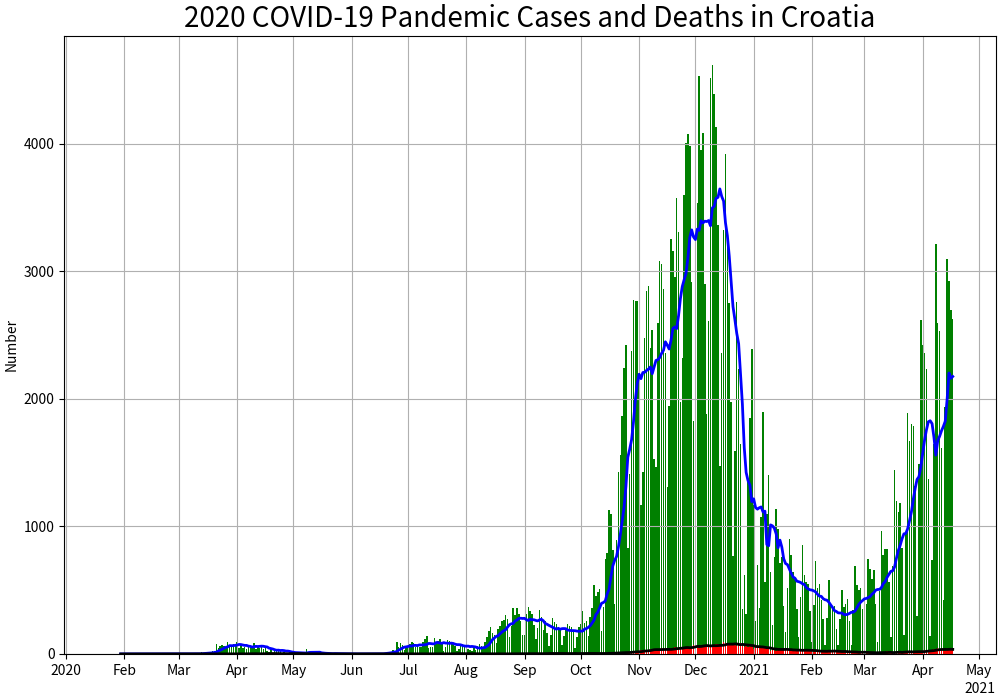 2020 COVID-19 Pandemic Cases and Deaths in Croatia
Number
4000
3000
2000
1000
0
2020 Feb Mar Apr May Jun Jul Aug Sep Oct Nov Dec 2021 Feb Mar Apr May
2021